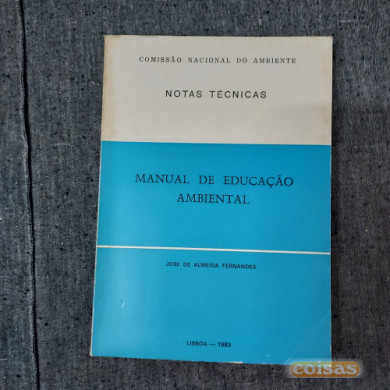 COMISSÃO NACIONAL DO AMBIENTE
NOTAS TÉCNICAS
MANUAL DE EDUCAÇÃO
AMBIENTAL
JOSÉ DE ALMEIDA FERNANDES
LISBOA — 1983
coisas